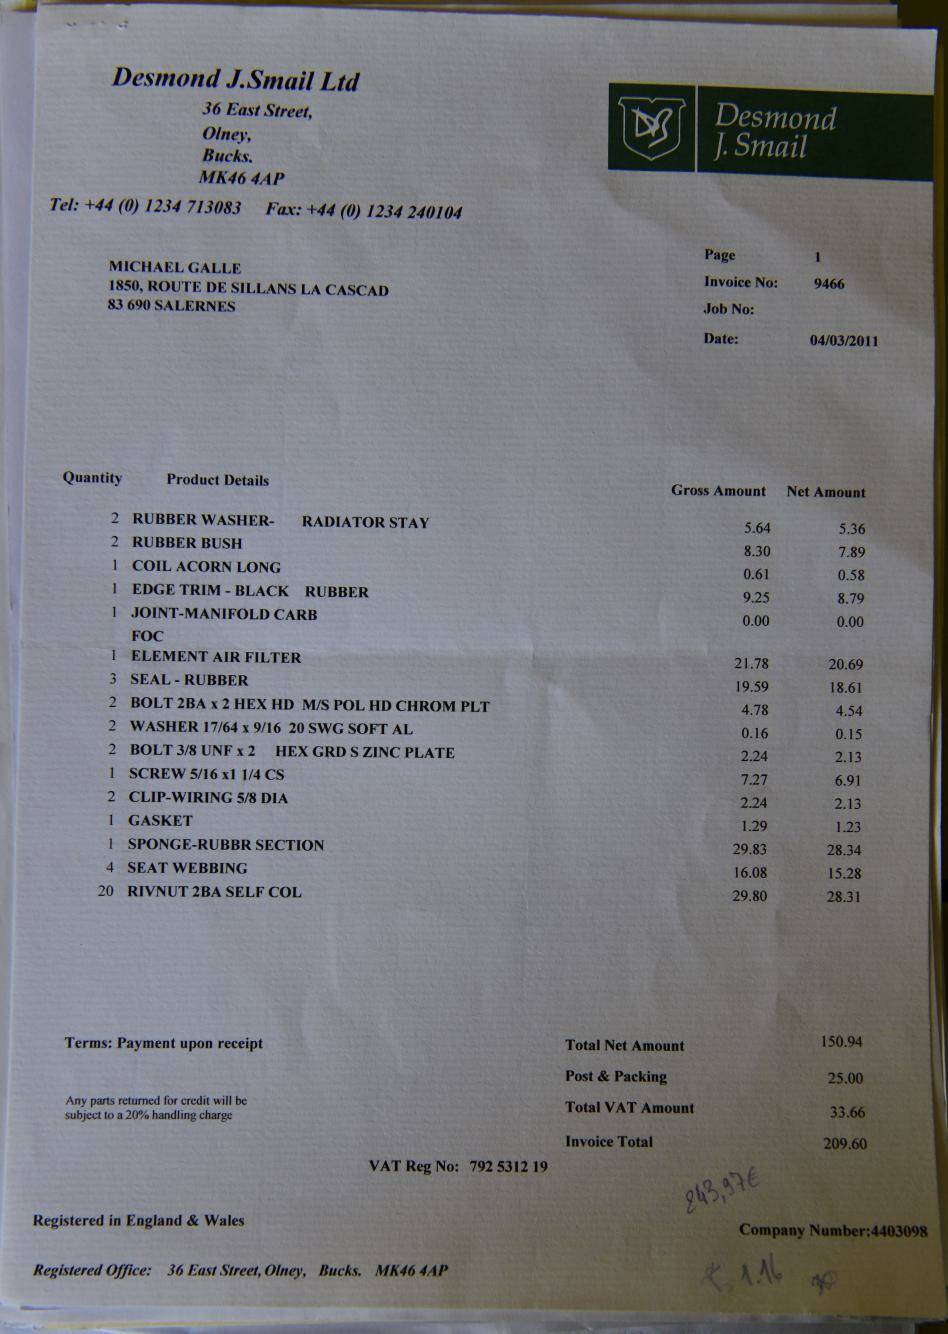 Desmond J.Smail Ltd
36 East Street,
Olney,
Bucks.
MK46 4AP
Tel: +44 (0) 1234 713083 Fax: +44 (0) 1234 240104
Desmond
J. Smail
MICHAEL GALLE
1850, ROUTE DE SILLANS LA CASCAD
83 690 SALERNES
Page 1
Invoice No: 9466
Job No:
Date: 04/03/2011
Quantity Product Details Gross Amount Net Amount
2 RUBBER WASHER- RADIATOR STAY 5.64 5.36
2 RUBBER BUSH 8.30 7.89
1 COIL ACORN LONG 0.61 0.58
1 EDGE TRIM - BLACK RUBBER 9.25 8.79
1 JOINT-MANIFOLD CARB 0.00 0.00
FOC
1 ELEMENT AIR FILTER 21.78 20.69
3 SEAL - RUBBER 19.59 18.61
2 BOLT 2BA x 2 HEX HD M/S POL HD CHROM PLT 4.78 4.54
2 WASHER 17/64 x 9/16 20 SWG SOFT AL 0.16 0.15
2 BOLT 3/8 UNF x 2 HEX GRD S ZINC PLATE 2.24 2.13
1 SCREW 5/16 x1 1/4 CS 7.27 6.91
2 CLIP-WIRING 5/8 DIA 2.24 2.13
1 GASKET 1.29 1.23
1 SPONGE-RUBBR SECTION 29.83 28.34
4 SEAT WEBBING 16.08 15.28
20 RIVNUT 2BA SELF COL 29.80 28.31
Terms: Payment upon receipt
Any parts returned for credit will be
subject to a 20% handling charge
Total Net Amount 150.94
Post & Packing 25.00
Total VAT Amount 33.66
Invoice Total 209.60
VAT Reg No: 792 5312 19
243,97€
Registered in England & Wales
Company Number:4403098
Registered Office: 36 East Street, Olney, Bucks. MK46 4AP
1.16